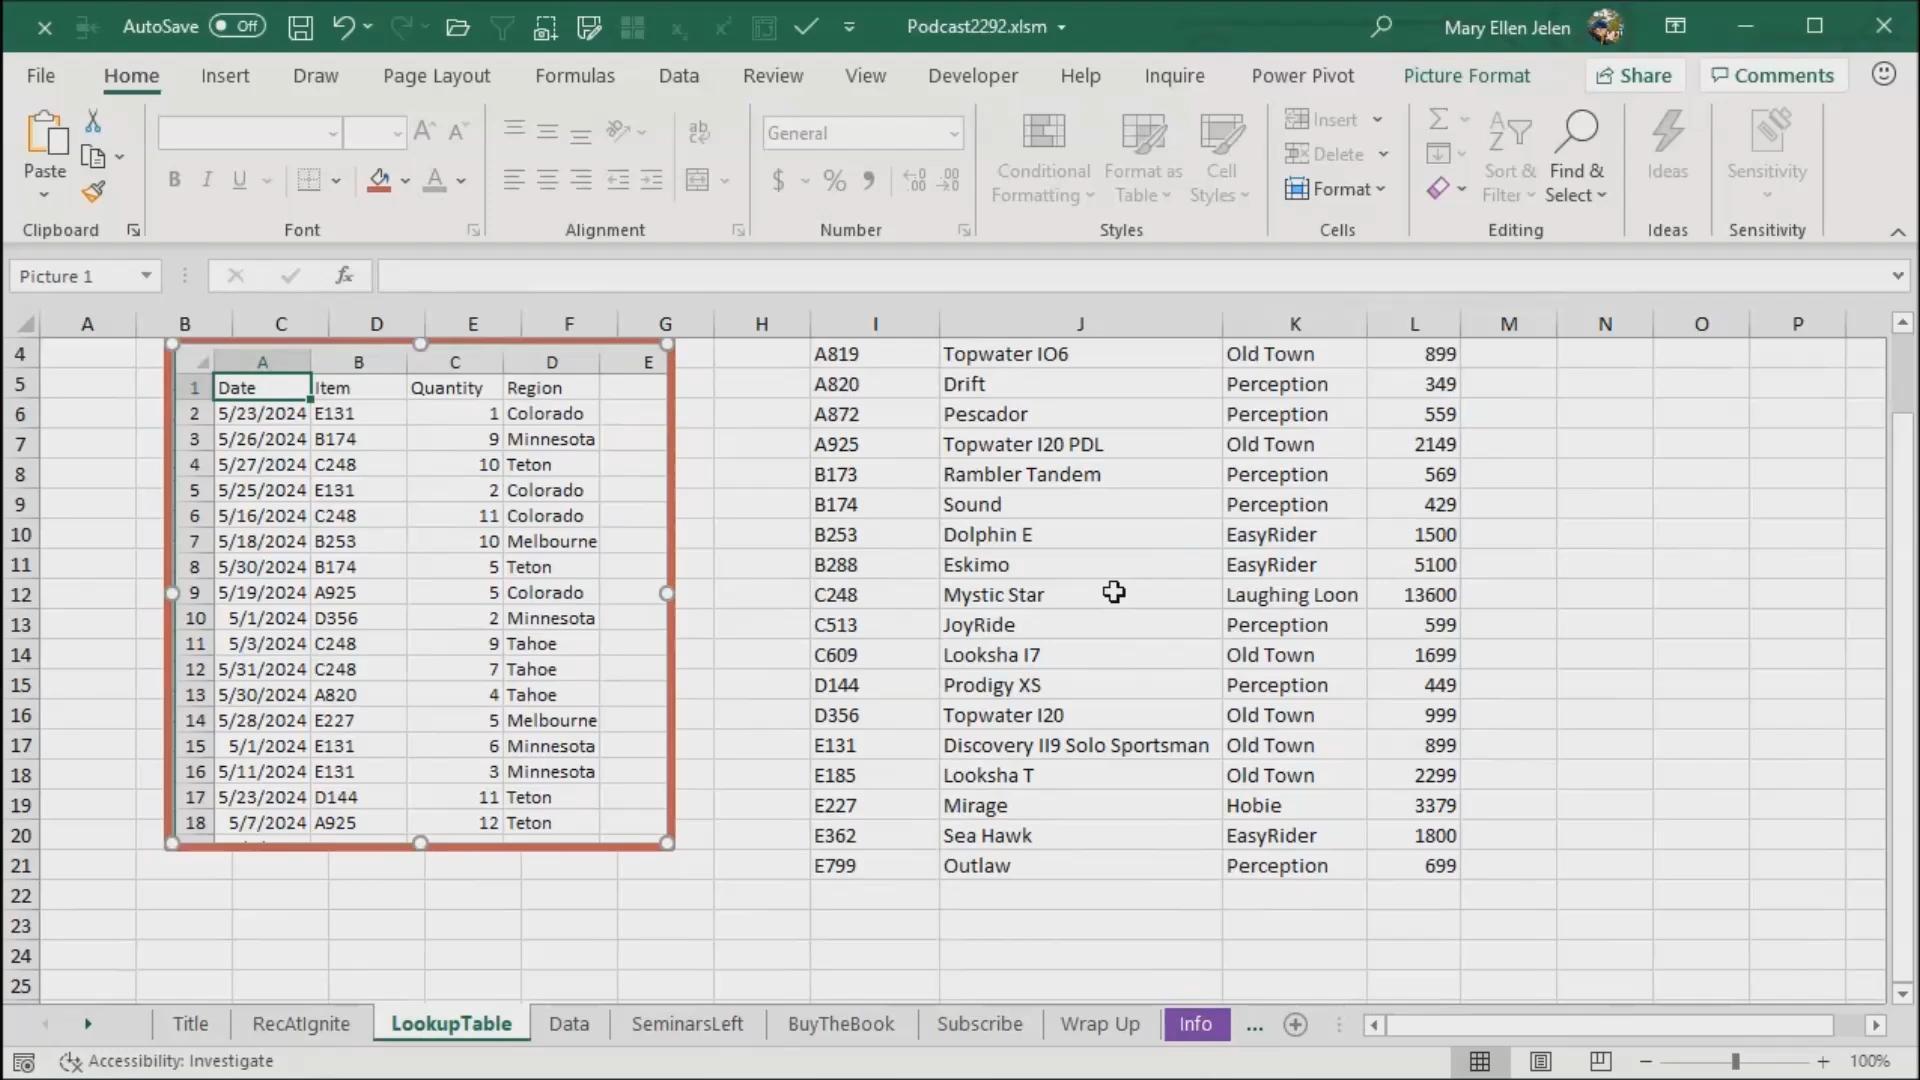 AutoSave Off Podcast2292.xlsm Mary Ellen Jelen
File Home Insert Draw Page Layout Formulas Data Review View Developer Help Inquire Power Pivot Picture Format Share Comments
Paste
Clipboard
B I U
Font
ab
Alignment
General
$ % 9
Number
Conditional Formatting
Format as Table
Cell Styles
Styles
Insert
Delete
Format
Cells
Sort & Filter
Find & Select
Editing
Ideas
Ideas
Sensitivity
Sensitivity
Picture 1 fx
A B C D E F G H I J K L M N O P
A B C D E
1 Date Item Quantity Region
2 5/23/2024 E131 1 Colorado
3 5/26/2024 B174 9 Minnesota
4 5/27/2024 C248 10 Teton
5 5/25/2024 E131 2 Colorado
6 5/16/2024 C248 11 Colorado
7 5/18/2024 B253 10 Melbourne
8 5/30/2024 B174 5 Teton
9 5/19/2024 A925 5 Colorado
10 5/1/2024 D356 2 Minnesota
11 5/3/2024 C248 9 Tahoe
12 5/31/2024 C248 7 Tahoe
13 5/30/2024 A820 4 Tahoe
14 5/28/2024 E227 5 Melbourne
15 5/1/2024 E131 6 Minnesota
16 5/11/2024 E131 3 Minnesota
17 5/23/2024 D144 11 Teton
18 5/7/2024 A925 12 Teton
4 A819 Topwater IO6 Old Town 899
5 A820 Drift Perception 349
6 A872 Pescador Perception 559
7 A925 Topwater I20 PDL Old Town 2149
8 B173 Rambler Tandem Perception 569
9 B174 Sound Perception 429
10 B253 Dolphin E EasyRider 1500
11 B288 Eskimo EasyRider 5100
12 C248 Mystic Star Laughing Loon 13600
13 C513 JoyRide Perception 599
14 C609 Looksha I7 Old Town 1699
15 D144 Prodigy XS Perception 449
16 D356 Topwater I20 Old Town 999
17 E131 Discovery II9 Solo Sportsman Old Town 899
18 E185 Looksha T Old Town 2299
19 E227 Mirage Hobie 3379
20 E362 Sea Hawk EasyRider 1800
21 E799 Outlaw Perception 699
22
23
24
25
Title RecAtIgnite LookupTable Data SeminarsLeft BuyTheBook Subscribe Wrap Up Info ...
Accessibility: Investigate 100%